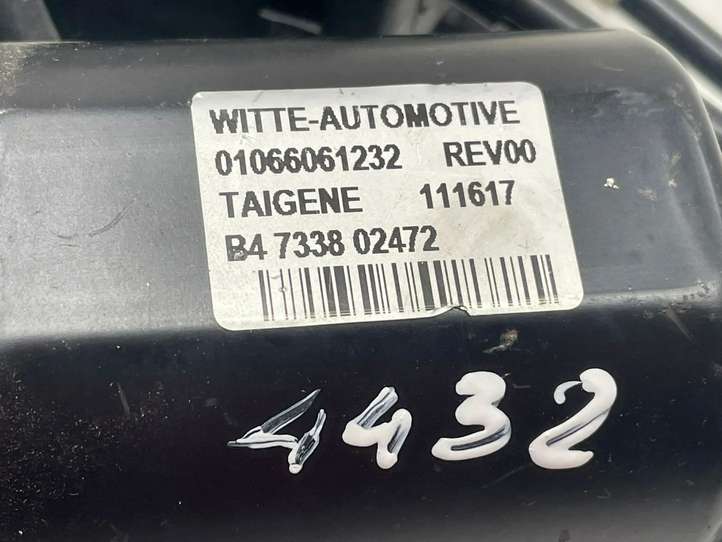 WITTE-AUTOMOTIVE
01066061232 REV00
TAIGENE 111617
B4 7338 02472
4432